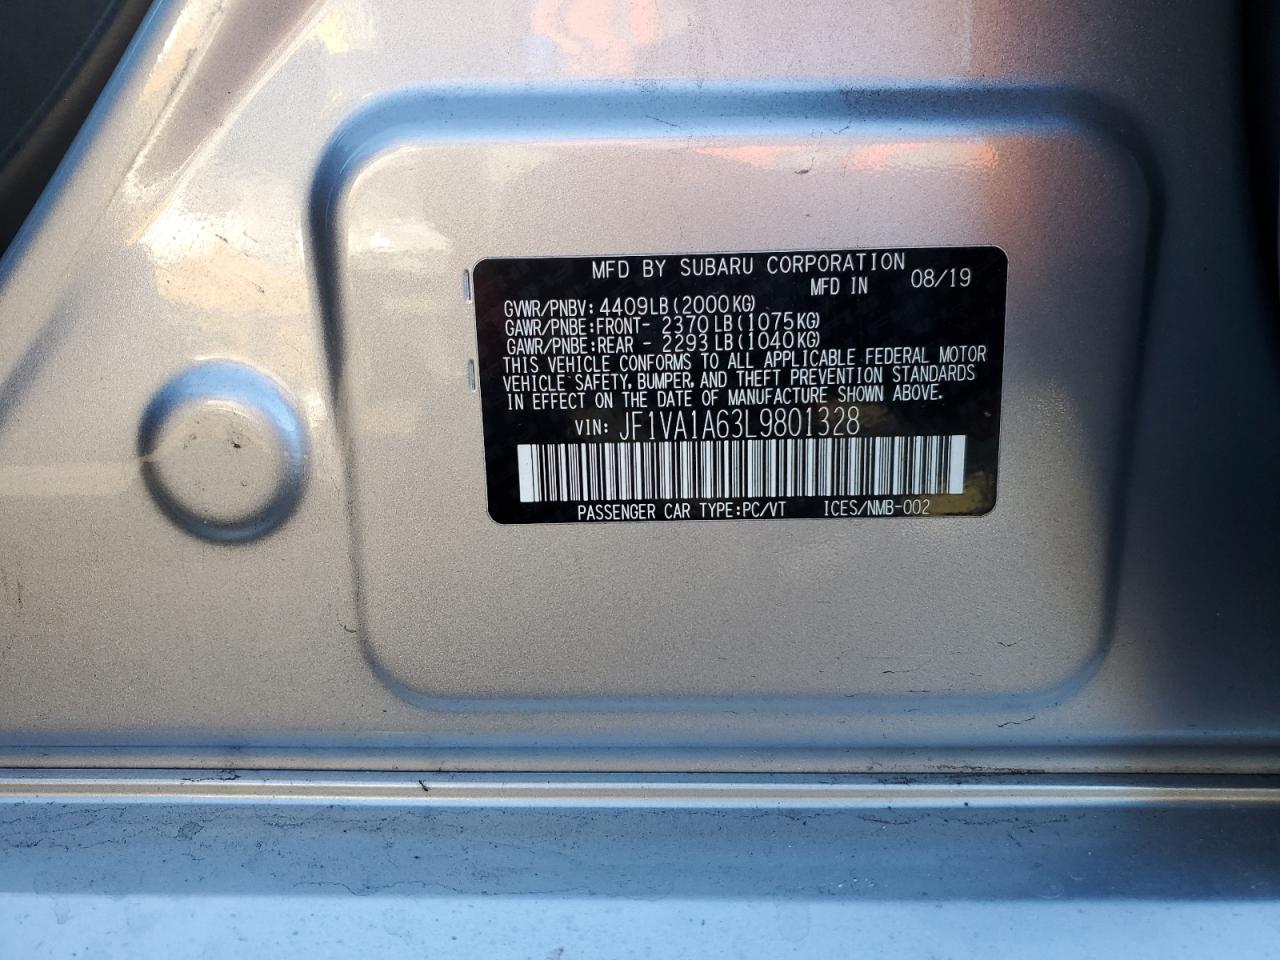 MFD BY SUBARU CORPORATION
MFD IN 08/19
GVWR/PNBV: 4409LB(2000KG)
GAWR/PNBE:FRONT- 2370LB(1075KG)
GAWR/PNBE:REAR - 2293LB(1040KG)
THIS VEHICLE CONFORMS TO ALL APPLICABLE FEDERAL MOTOR
VEHICLE SAFETY, BUMPER, AND THEFT PREVENTION STANDARDS
IN EFFECT ON THE DATE OF MANUFACTURE SHOWN ABOVE.
VIN: JF1VA1A63L9801328
PASSENGER CAR TYPE:PC/VT ICES/NMB-002